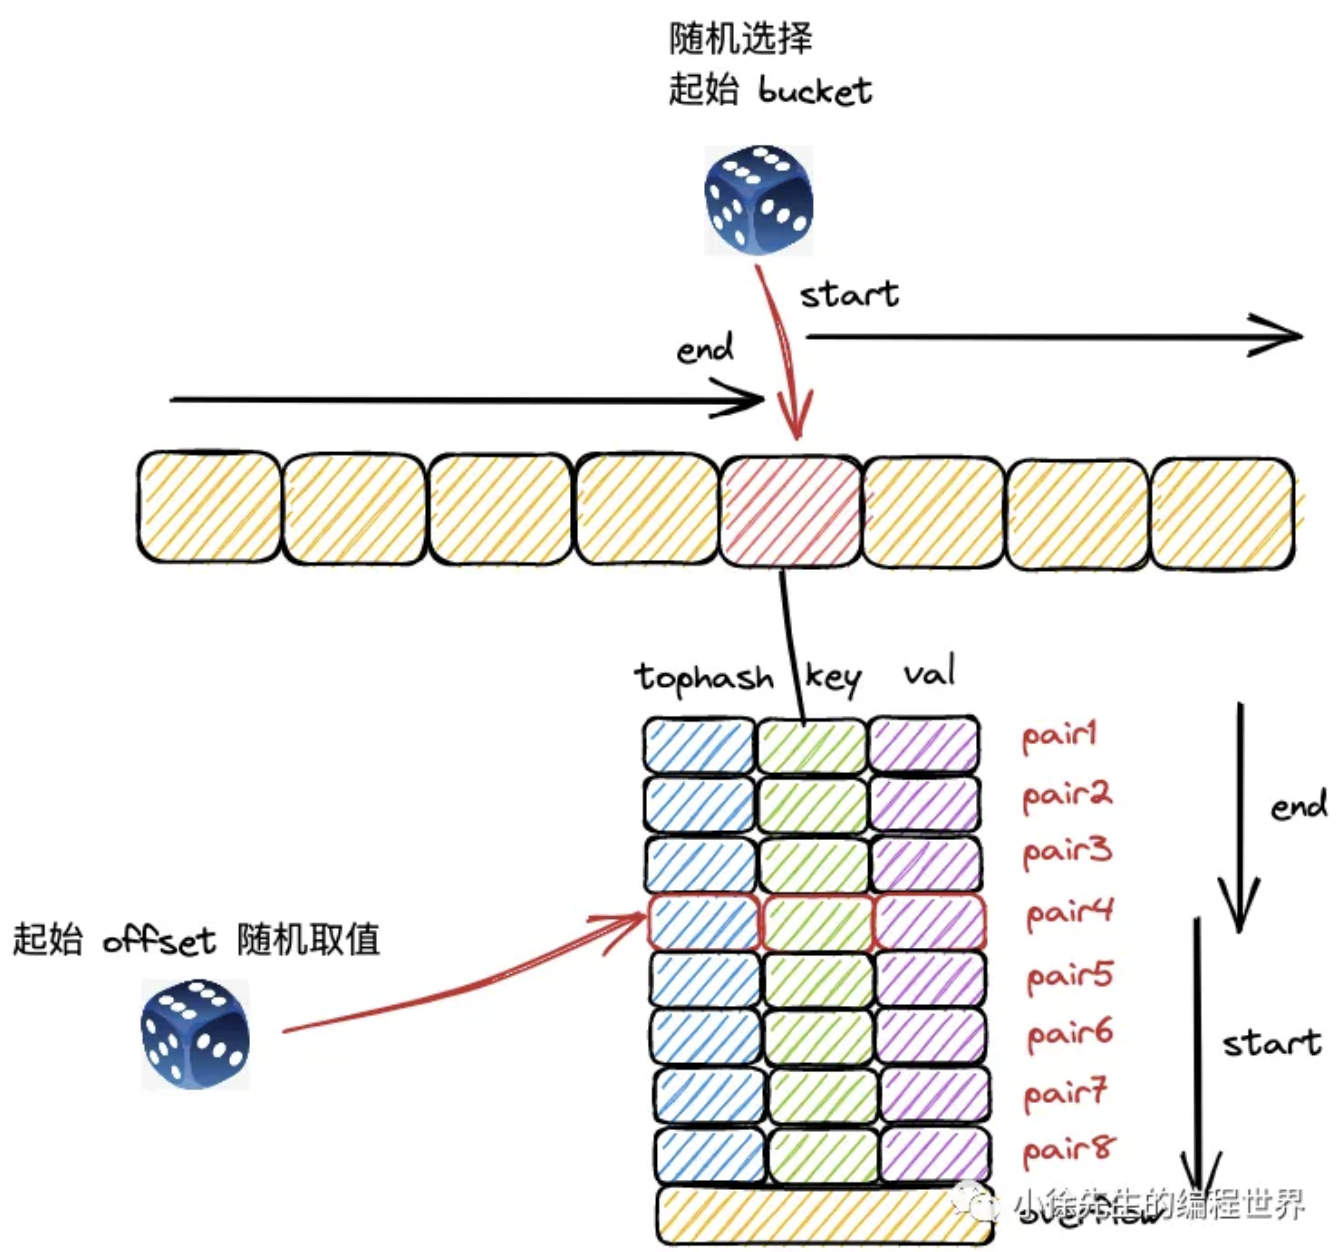 随机选择
起始 bucket
start
end
tophash key val
pair1
pair2
end
pair3
pair4
起始 offset 随机取值
pair5
pair6
start
pair7
pair8
overflow
小徐先生的编程世界